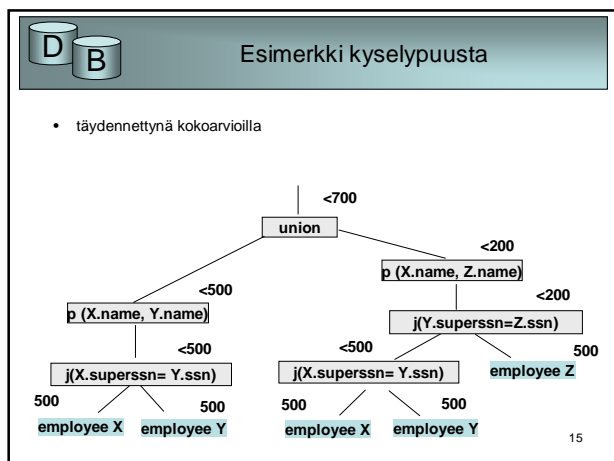 D B
Esimerkki kyselypuusta
• täydennettynä kokoarvioilla
<700
union
<200
p (X.name, Z.name)
<500
p (X.name, Y.name)
<200
j(Y.superssn=Z.ssn)
<500
j(X.superssn= Y.ssn)
<500
j(X.superssn= Y.ssn)
500
employee Z
500
employee X
500
employee Y
500
employee X
500
employee Y
15